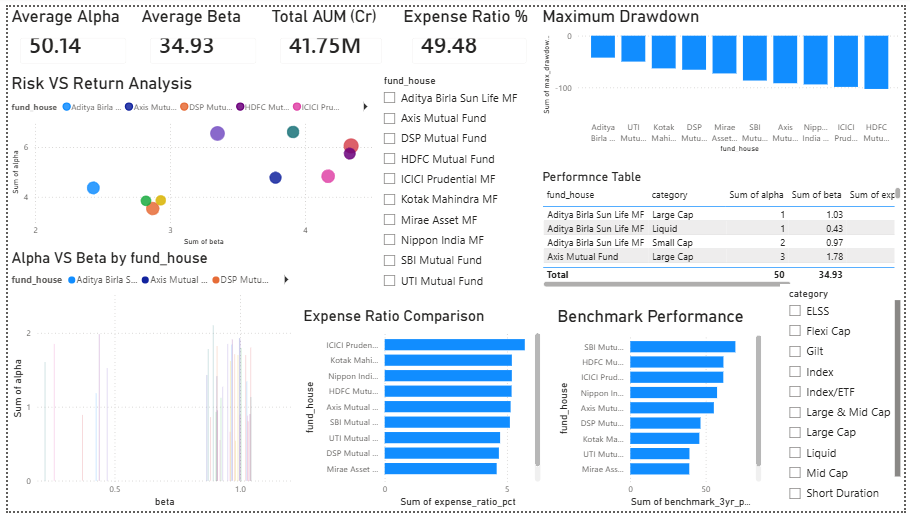 Average Alpha
50.14
Average Beta
34.93
Total AUM (Cr)
41.75M
Expense Ratio %
49.48
Maximum Drawdown
Sum of max_drawdow...
0
-100
Aditya Birla ...
UTI Mutu...
Kotak Mahi...
Mirae Asset...
DSP Mutu...
SBI Mutu...
Axis Mutu...
Nipp... India...
ICICI Prud...
HDFC Mutu...
fund_house
Risk VS Return Analysis
fund_house Aditya Birla ... Axis Mutu... DSP Mutu... HDFC Mut... ICICI Pru...
Sum of alpha
6
4
2 3 4
Sum of beta
fund_house
Aditya Birla Sun Life MF
Axis Mutual Fund
DSP Mutual Fund
HDFC Mutual Fund
ICICI Prudential MF
Kotak Mahindra MF
Mirae Asset MF
Nippon India MF
SBI Mutual Fund
UTI Mutual Fund
Performnce Table
fund_house category Sum of alpha Sum of beta Sum of exp
Aditya Birla Sun Life MF Large Cap 1 1.03
Aditya Birla Sun Life MF Liquid 1 0.43
Aditya Birla Sun Life MF Small Cap 2 0.97
Axis Mutual Fund Large Cap 3 1.78
Total 50 34.93
Alpha VS Beta by fund_house
fund_house Aditya Birla S... Axis Mutual ... DSP Mutu...
Sum of alpha
2
1
0
0.5 1.0
beta
Expense Ratio Comparison
fund_house
ICICI Pruden...
Kotak Mahi...
Nippon Indi...
HDFC Mutu...
Axis Mutual ...
SBI Mutual ...
UTI Mutual ...
DSP Mutual ...
Mirae Asset ...
0 5
Sum of expense_ratio_pct
Benchmark Performance
fund_house
SBI Mutu...
HDFC Mu...
ICICI Prud...
Nippon In...
Axis Mutu...
DSP Mutu...
Kotak Ma...
UTI Mutu...
Mirae Ass...
0 50
Sum of benchmark_3yr_p...
category
ELSS
Flexi Cap
Gilt
Index
Index/ETF
Large & Mid Cap
Large Cap
Liquid
Mid Cap
Short Duration